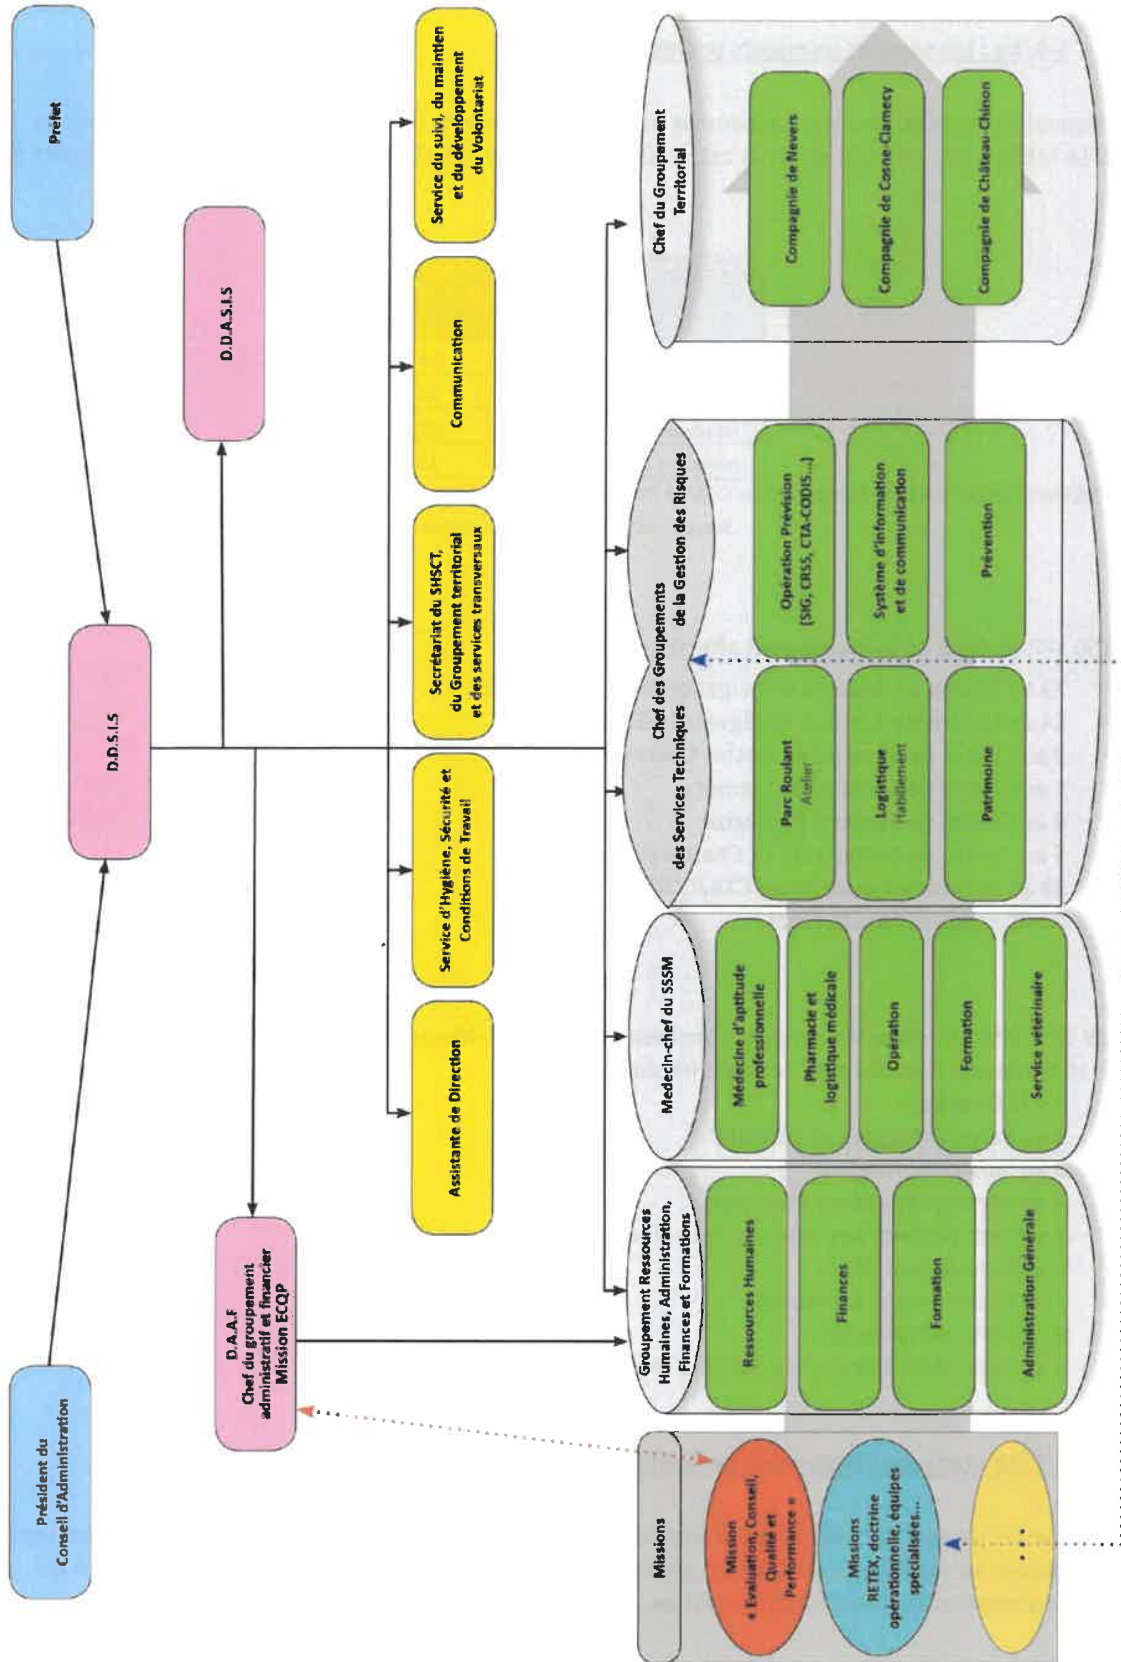 Président du
Conseil d'Administration
Préfet
D.D.S.I.S
D.D.A.S.I.S
D.A.A.F
Chef du groupement
administratif et financier
Mission ECQP
Assistante de Direction
Service d'Hygiène, Sécurité et
Conditions de Travail
Secrétariat du SHSCT,
du Groupement territorial
et des services transversaux
Communication
Service du suivi, du maintien
et du développement
du Volontariat
Missions
Mission
« Evaluation, Conseil,
Qualité et
Performance »
Missions
RETEX, doctrine
opérationnelle, équipes
spécialisées...
...
Groupement Ressources
Humaines, Administration,
Finances et Formations
Ressources Humaines
Finances
Formation
Administration Générale
Medecin-chef du SSSM
Médecine d'aptitude
professionnelle
Pharmacie et
logistique médicale
Opération
Formation
Service vétérinaire
Chef des Groupements
des Services Techniques
de la Gestion des Risques
Parc Roulant
Atelier
Logistique
Habillement
Patrimoine
Opération Prévision
(SIG, CRSS, CTA-CODIS...)
Système d'information
et de communication
Prévention
Chef du Groupement
Territorial
Compagnie de Nevers
Compagnie de Cosne-Clamecy
Compagnie de Château-Chinon